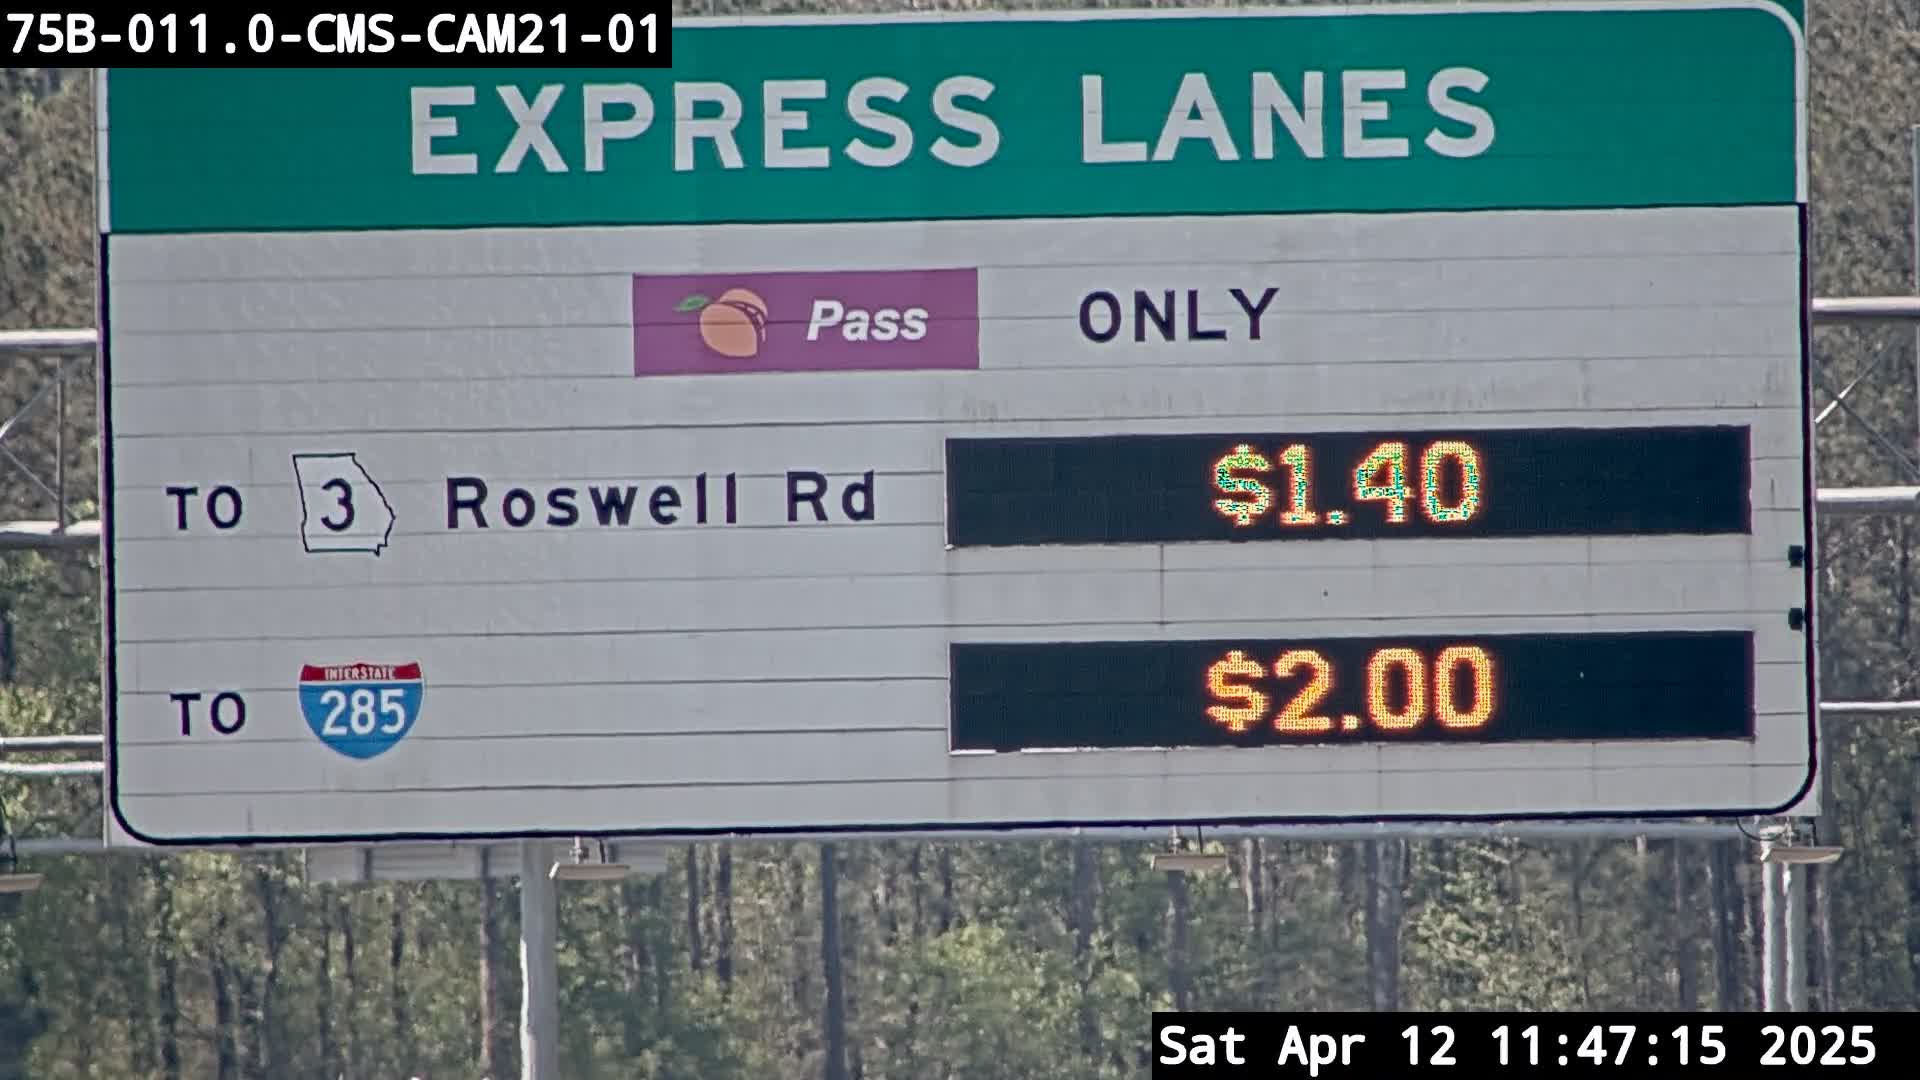 75B-011.0-CMS-CAM21-01
EXPRESS LANES
Pass ONLY
TO 3 Roswell Rd $1.40
INTERSTATE
TO 285 $2.00
Sat Apr 12 11:47:15 2025